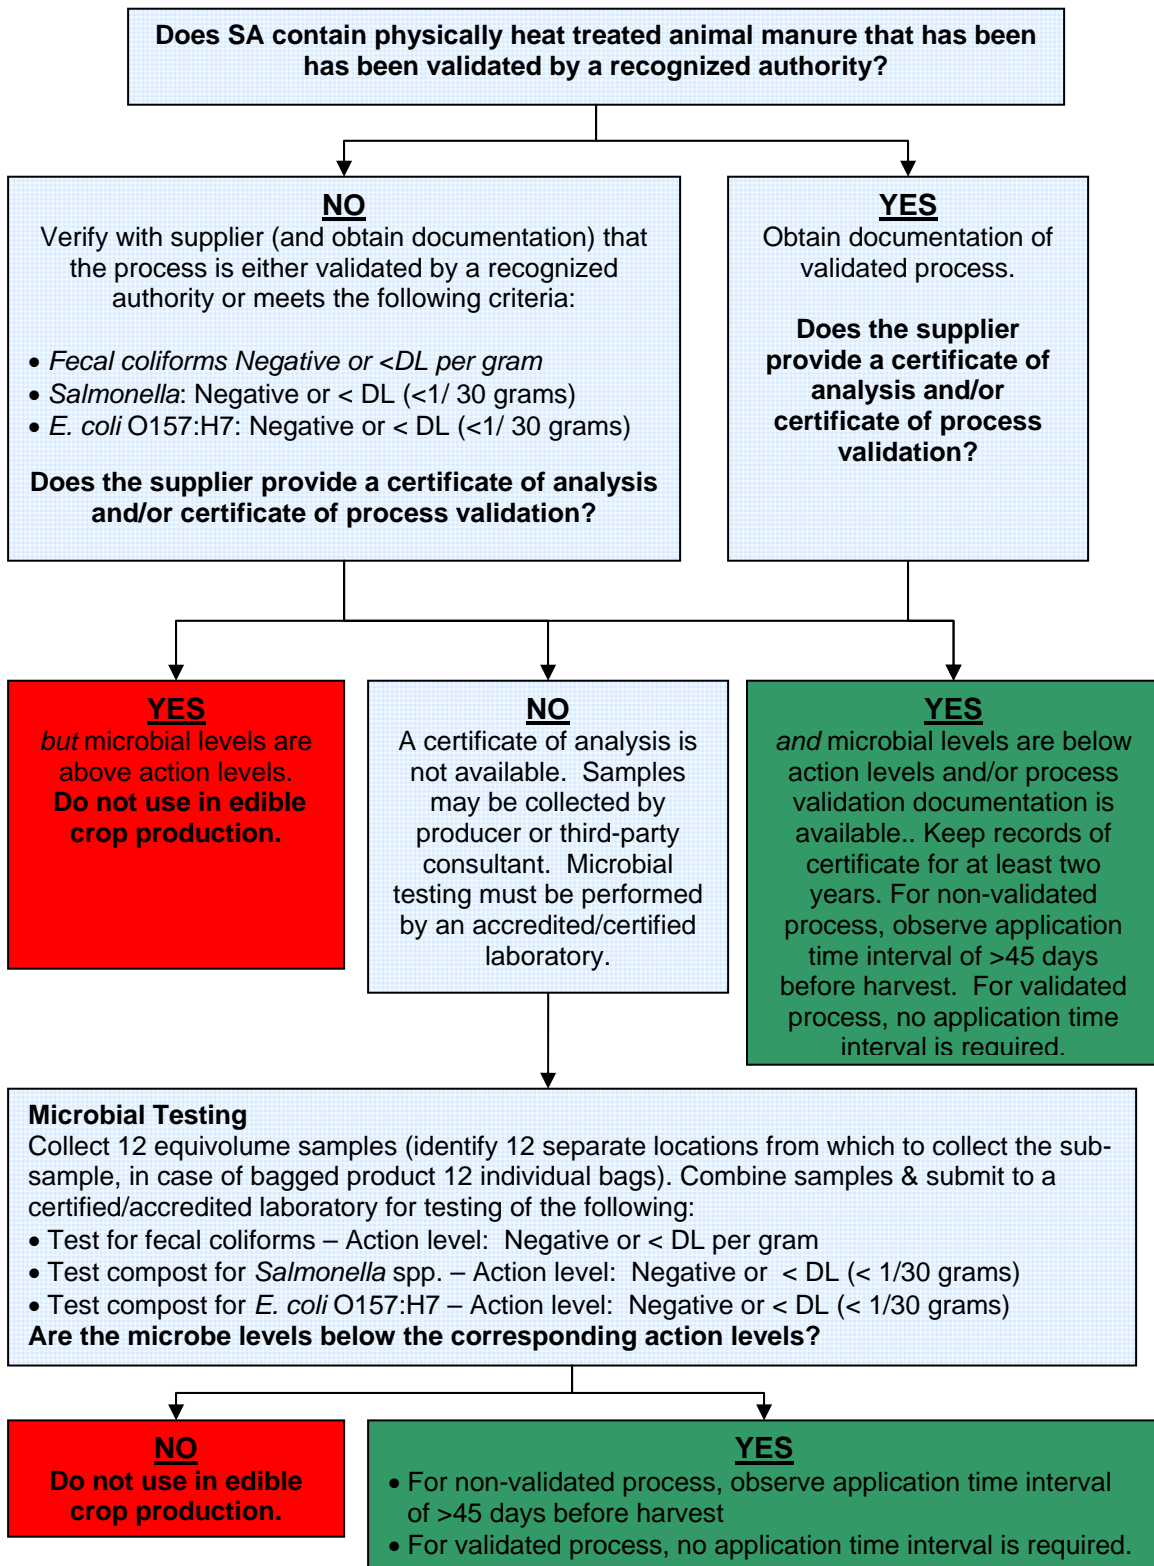 Does SA contain physically heat treated animal manure that has been
has been validated by a recognized authority?
NO
Verify with supplier (and obtain documentation) that
the process is either validated by a recognized
authority or meets the following criteria:
• Fecal coliforms Negative or <DL per gram
• Salmonella: Negative or < DL (<1/ 30 grams)
• E. coli O157:H7: Negative or < DL (<1/ 30 grams)
Does the supplier provide a certificate of analysis
and/or certificate of process validation?
YES
Obtain documentation of
validated process.
Does the supplier
provide a certificate of
analysis and/or
certificate of process
validation?
YES
but microbial levels are
above action levels.
Do not use in edible
crop production.
NO
A certificate of analysis is
not available.  Samples
may be collected by
producer or third-party
consultant.  Microbial
testing must be performed
by an accredited/certified
laboratory.
YES
and microbial levels are below
action levels and/or process
validation documentation is
available.. Keep records of
certificate for at least two
years. For non-validated
process, observe application
time interval of >45 days
before harvest.  For validated
process, no application time
interval is required.
Microbial Testing
Collect 12 equivolume samples (identify 12 separate locations from which to collect the sub-
sample, in case of bagged product 12 individual bags). Combine samples & submit to a
certified/accredited laboratory for testing of the following:
• Test for fecal coliforms – Action level:  Negative or < DL per gram
• Test compost for Salmonella spp. – Action level:  Negative or  < DL (< 1/30 grams)
• Test compost for E. coli O157:H7 – Action level:  Negative or < DL (< 1/30 grams)
Are the microbe levels below the corresponding action levels?
NO
Do not use in edible
crop production.
YES
• For non-validated process, observe application time interval
of >45 days before harvest
• For validated process, no application time interval is required.